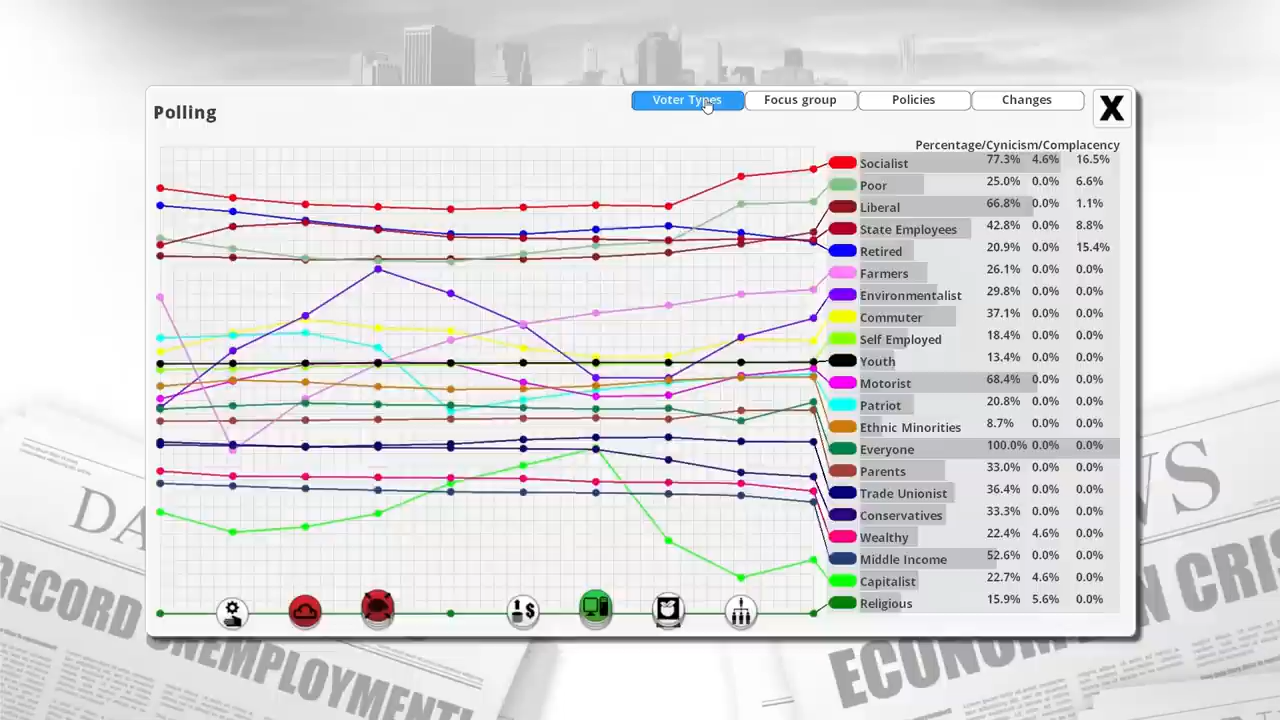 Polling
Voter Types
Focus group
Policies
Changes
X
Percentage/Cynicism/Complacency
Socialist 77.3% 4.6% 16.5%
Poor 25.0% 0.0% 6.6%
Liberal 66.8% 0.0% 1.1%
State Employees 42.8% 0.0% 8.8%
Retired 20.9% 0.0% 15.4%
Farmers 26.1% 0.0% 0.0%
Environmentalist 29.8% 0.0% 0.0%
Commuter 37.1% 0.0% 0.0%
Self Employed 18.4% 0.0% 0.0%
Youth 13.4% 0.0% 0.0%
Motorist 68.4% 0.0% 0.0%
Patriot 20.8% 0.0% 0.0%
Ethnic Minorities 8.7% 0.0% 0.0%
Everyone 100.0% 0.0% 0.0%
Parents 33.0% 0.0% 0.0%
Trade Unionist 36.4% 0.0% 0.0%
Conservatives 33.3% 0.0% 0.0%
Wealthy 22.4% 4.6% 0.0%
Middle Income 52.6% 0.0% 0.0%
Capitalist 22.7% 4.6% 0.0%
Religious 15.9% 5.6% 0.0%
$
DA
WS
RECORD
UNEMPLOYMENT!